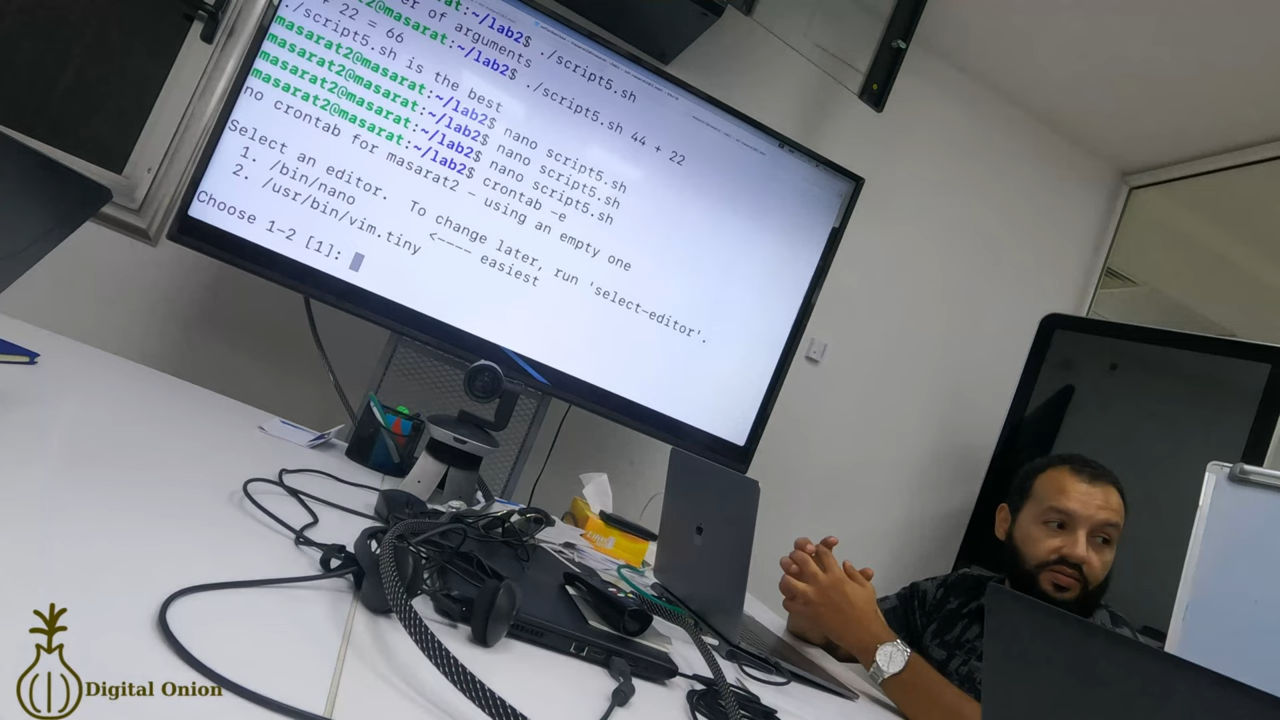 masarat2@masarat:~/lab2$ ./script5.sh
er of arguments
masarat2@masarat:~/lab2$ ./script5.sh 44 + 22
+ 22 = 66
/script5.sh is the best
masarat2@masarat:~/lab2$ nano script5.sh
masarat2@masarat:~/lab2$ nano script5.sh
masarat2@masarat:~/lab2$ nano script5.sh
masarat2@masarat:~/lab2$ crontab -e
no crontab for masarat2 - using an empty one
Select an editor. To change later, run 'select-editor'.
1. /bin/nano <---- easiest
2. /usr/bin/vim.tiny
Choose 1-2 [1]:
Digital Onion